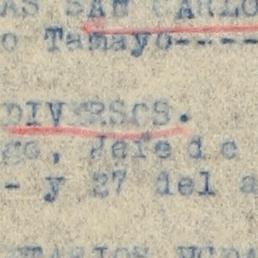 AS SAN CARLO
o Tamayo-----
DIVERSOS.
go, Jefe de
- y 27 del a